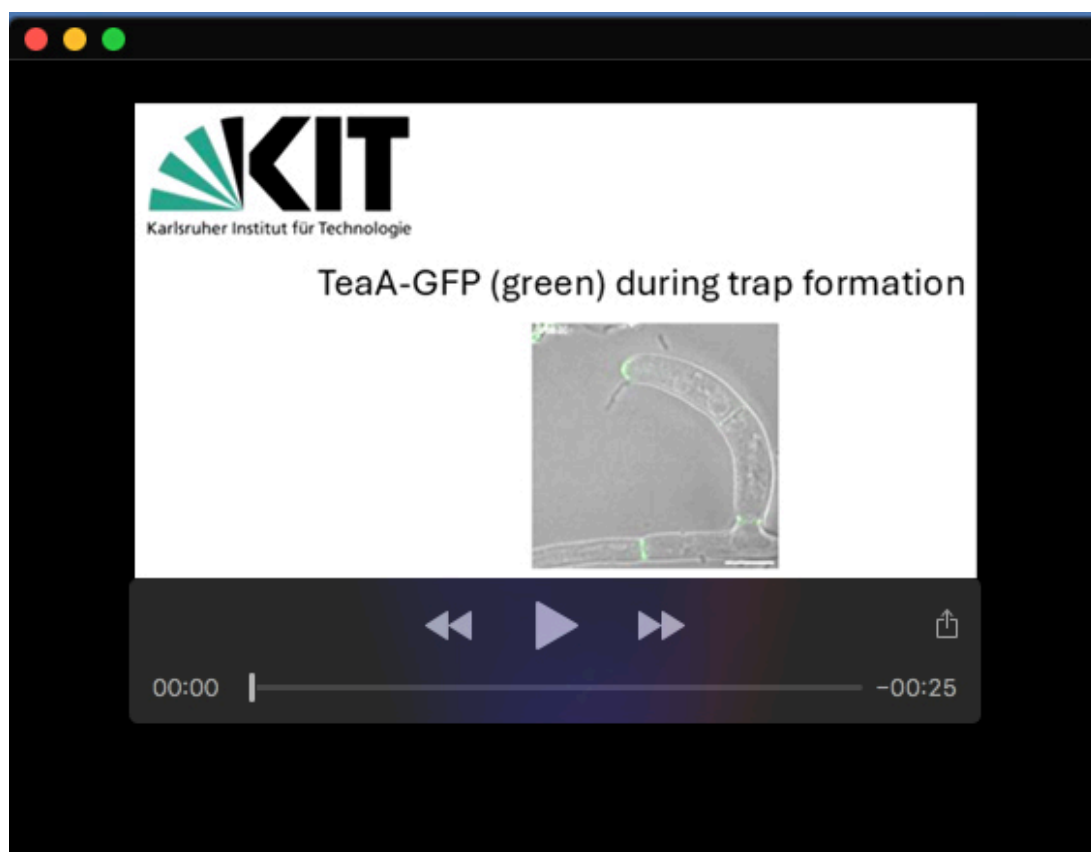 KIT
Karlsruher Institut für Technologie
TeaA-GFP (green) during trap formation
00:00
-00:25